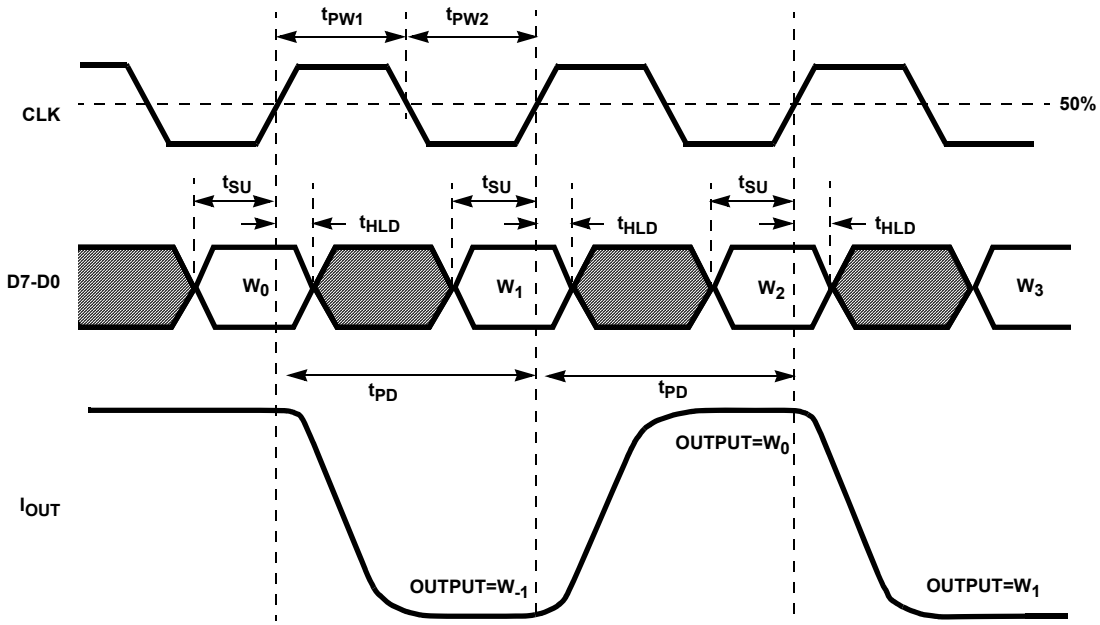 tPW1 tPW2
CLK
50%
tSU tSU tSU
tHLD tHLD tHLD
D7-D0 W0 W1 W2 W3
tPD tPD
OUTPUT=W0
IOUT
OUTPUT=W-1 OUTPUT=W1